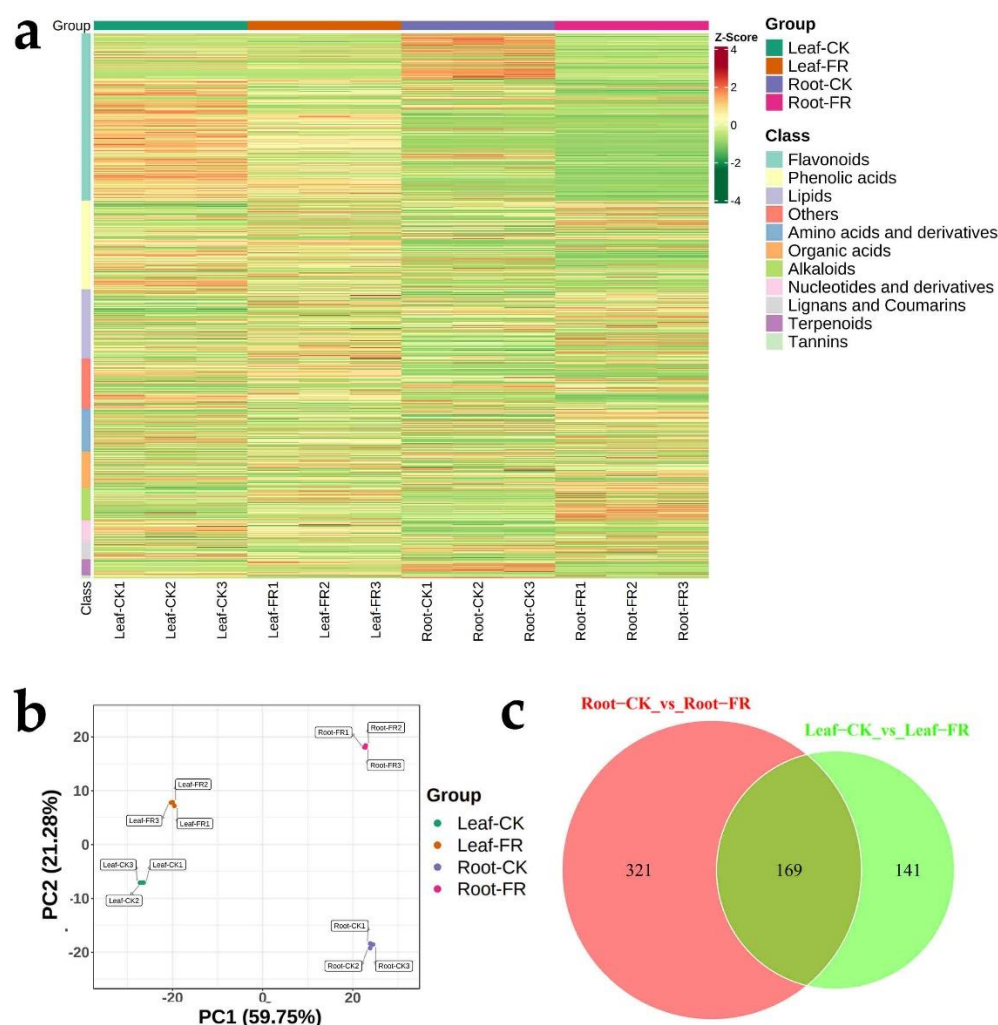 a
Group
Z-Score
4
2
0
-2
-4
Group
Leaf-CK
Leaf-FR
Root-CK
Root-FR
Class
Flavonoids
Phenolic acids
Lipids
Others
Amino acids and derivatives
Organic acids
Alkaloids
Nucleotides and derivatives
Lignans and Coumarins
Terpenoids
Tannins
Class
Leaf-CK1
Leaf-CK2
Leaf-CK3
Leaf-FR1
Leaf-FR2
Leaf-FR3
Root-CK1
Root-CK2
Root-CK3
Root-FR1
Root-FR2
Root-FR3
b
PC2 (21.28%)
20
10
0
-10
-20
Root-FR1
Root-FR2
Root-FR3
Leaf-FR2
Leaf-FR3
Leaf-FR1
Leaf-CK3
Leaf-CK1
Leaf-CK2
Root-CK1
Root-CK2
Root-CK3
-20
0
20
PC1 (59.75%)
Group
Leaf-CK
Leaf-FR
Root-CK
Root-FR
c
Root-CK_vs_Root-FR
Leaf-CK_vs_Leaf-FR
321
169
141